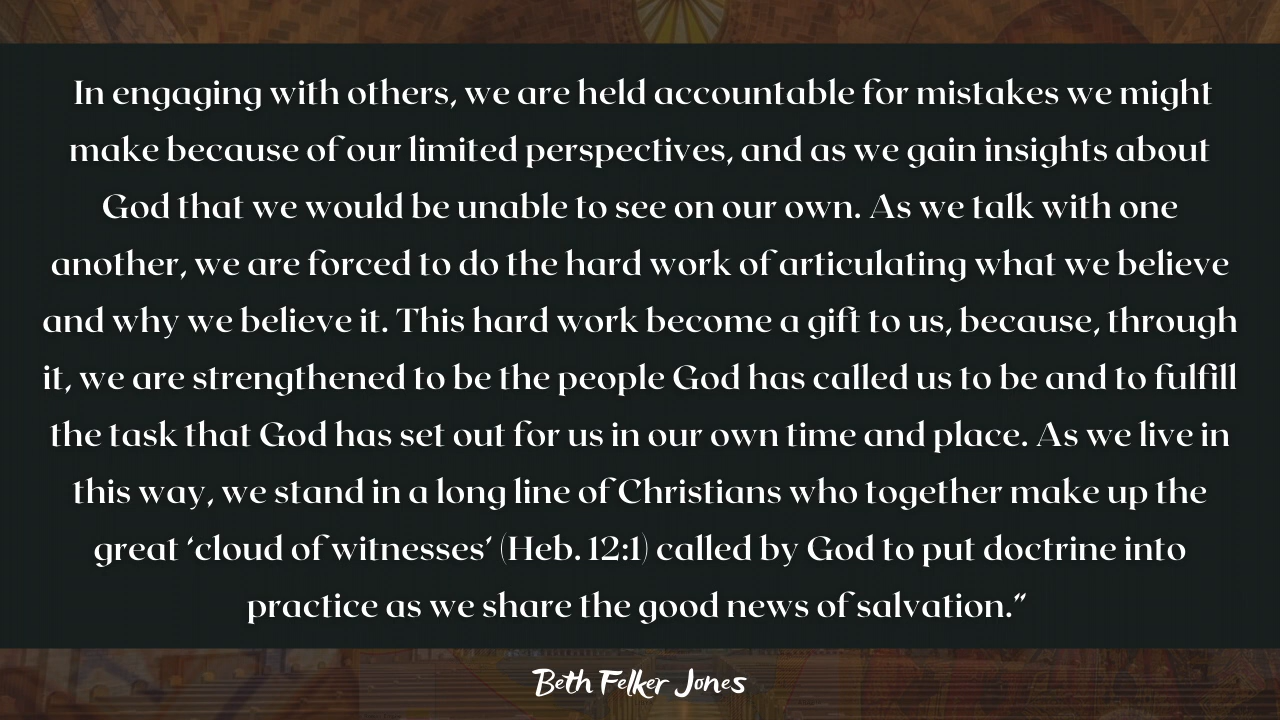 In engaging with others, we are held accountable for mistakes we might
make because of our limited perspectives, and as we gain insights about
God that we would be unable to see on our own. As we talk with one
another, we are forced to do the hard work of articulating what we believe
and why we believe it. This hard work become a gift to us, because, through
it, we are strengthened to be the people God has called us to be and to fulfill
the task that God has set out for us in our own time and place. As we live in
this way, we stand in a long line of Christians who together make up the
great ‘cloud of witnesses’ (Heb. 12:1) called by God to put doctrine into
practice as we share the good news of salvation.”
Beth Felker Jones